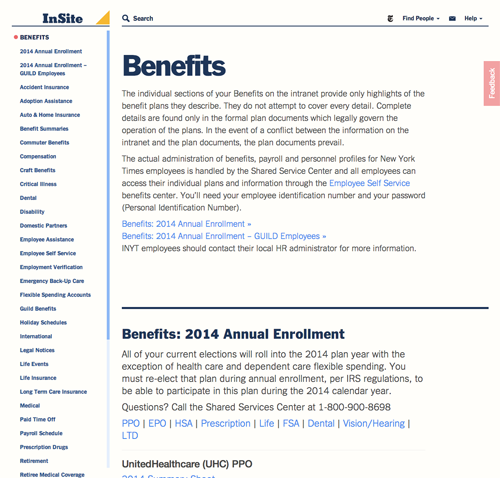 InSite
Search
Find People
Help
BENEFITS
2014 Annual Enrollment
2014 Annual Enrollment –
GUILD Employees
Accident Insurance
Adoption Assistance
Auto & Home Insurance
Benefit Summaries
Commuter Benefits
Compensation
Craft Benefits
Critical Illness
Dental
Disability
Domestic Partners
Employee Assistance
Employee Self Service
Employment Verification
Emergency Back-Up Care
Flexible Spending Accounts
Guild Benefits
Holiday Schedules
International
Legal Notices
Life Events
Life Insurance
Long Term Care Insurance
Medical
Paid Time Off
Payroll Schedule
Prescription Drugs
Retirement
Retiree Medical Coverage
Benefits
The individual sections of your Benefits on the intranet provide only highlights of the
benefit plans they describe. They do not attempt to cover every detail. Complete
details are found only in the formal plan documents which legally govern the
operation of the plans. In the event of a conflict between the information on the
intranet and the plan documents, the plan documents prevail.
The actual administration of benefits, payroll and personnel profiles for New York
Times employees is handled by the Shared Service Center and all employees can
access their individual plans and information through the Employee Self Service
benefits center. You'll need your employee identification number and your password
(Personal Identification Number).
Benefits: 2014 Annual Enrollment »
Benefits: 2014 Annual Enrollment – GUILD Employees »
INYT employees should contact their local HR administrator for more information.
Feedback
Benefits: 2014 Annual Enrollment
All of your current elections will roll into the 2014 plan year with the
exception of health care and dependent care flexible spending. You
must re-elect that plan during annual enrollment, per IRS regulations, to
be able to participate in this plan during the 2014 calendar year.
Questions? Call the Shared Services Center at 1-800-900-8698
PPO | EPO | HSA | Prescription | Life | FSA | Dental | Vision/Hearing |
LTD
UnitedHealthcare (UHC) PPO
2014 Summary Sheet